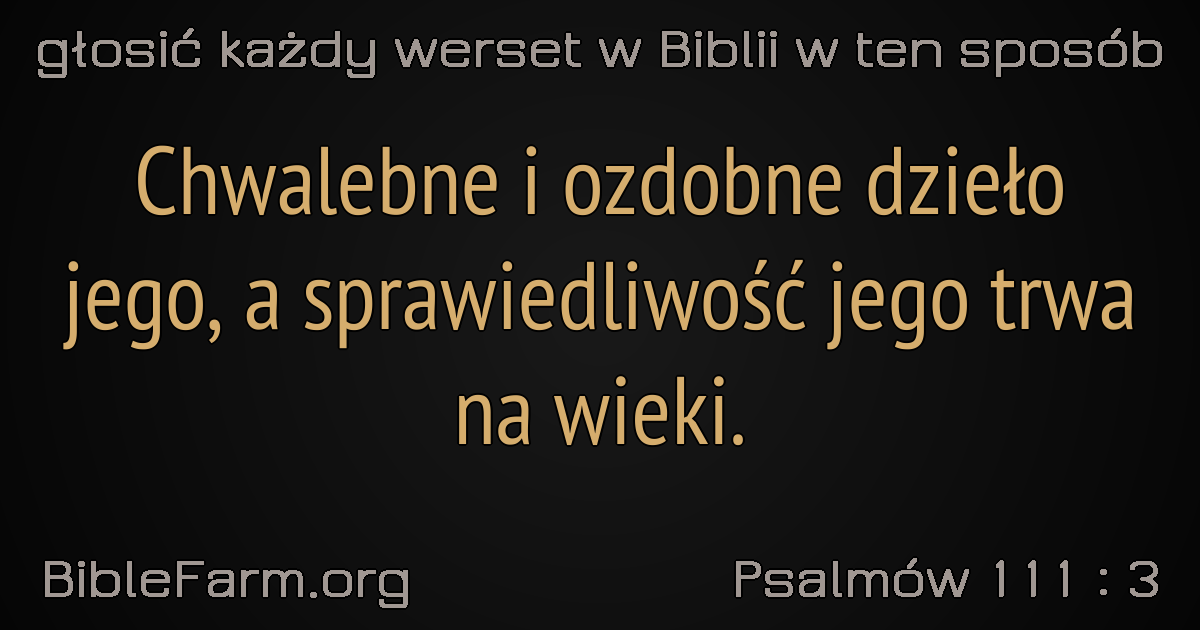 głosić każdy werset w Biblii w ten sposób
Chwalebne i ozdobne dzieło
jego, a sprawiedliwość jego trwa
na wieki.
BibleFarm.org
Psalmów 111 : 3